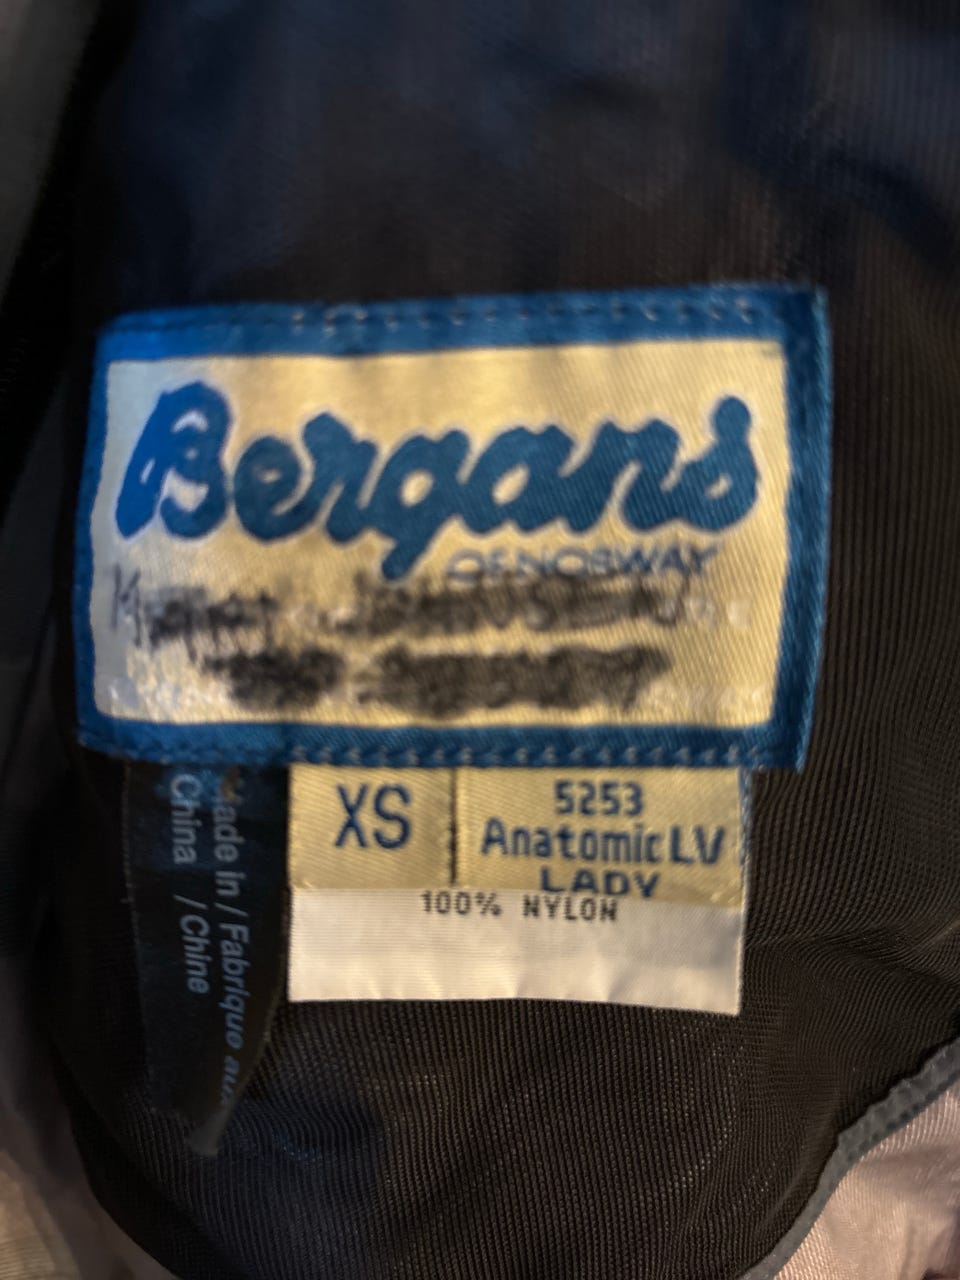 Bergans
OF NORWAY
XS
5253
Anatomic LV
LADY
100% NYLON
Made in / Fabrique au
China / Chine